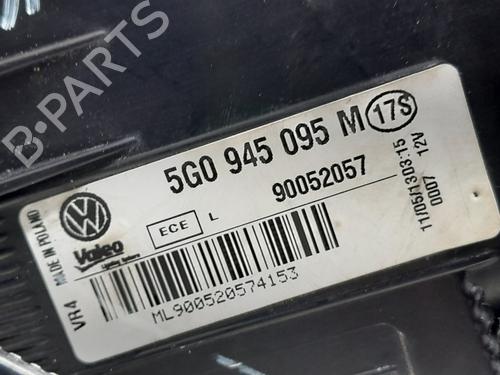 5G0 945 095 M 17S
90052057
ECE L
Valeo
ML900520574153
VR4 MADE IN POLAND
11/05/13 03:15
0007 12V
B-PARTS